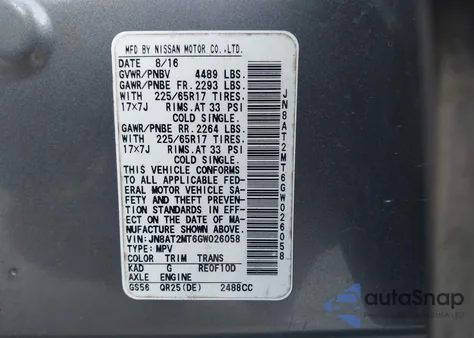 MFD BY NISSAN MOTOR CO.,LTD.
DATE 8/16
GVWR/PNBV 4489 LBS.
GAWR/PNBE FR. 2293 LBS.
WITH 225/65R17 TIRES.
17×7J RIMS.AT 33 PSI
COLD SINGLE.
GAWR/PNBE RR. 2264 LBS.
WITH 225/65R17 TIRES.
17×7J RIMS.AT 33 PSI
COLD SINGLE.
THIS VEHICLE CONFORMS
TO ALL APPLICABLE FED-
ERAL MOTOR VEHICLE SA-
FETY AND THEFT PREVEN-
TION STANDARDS IN EFF-
ECT ON THE DATE OF MA-
NUFACTURE SHOWN ABOVE.
VIN: JN8AT2MT6GW026058
TYPE: MPV
COLOR TRIM TRANS
KAD G RE0F10D
AXLE ENGINE
GS56 QR25(DE) 2488CC
JN8AT2MT6GW026058
autoSnap
VEHICLE AUCTIONS